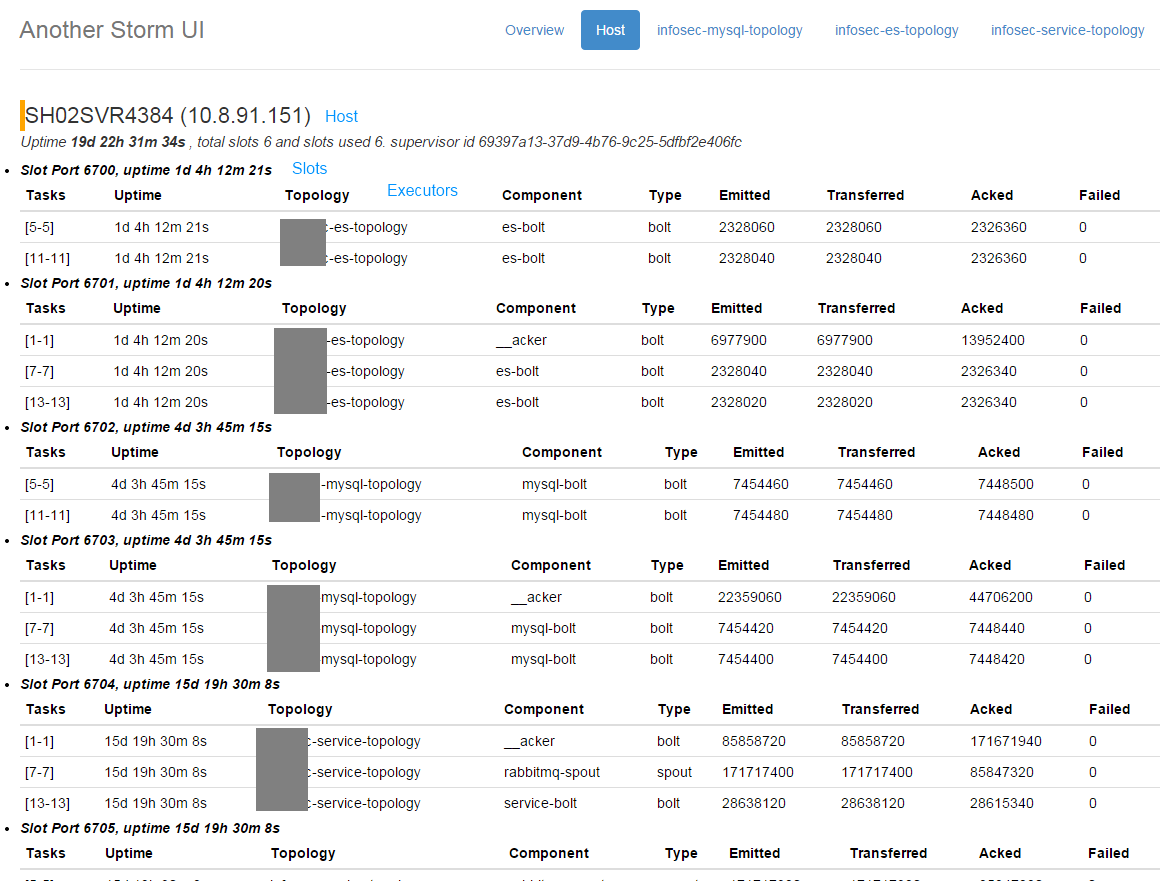 Another Storm UI Overview Host infosec-mysql-topology infosec-es-topology infosec-service-topology
SH02SVR4384 (10.8.91.151) Host
Uptime 19d 22h 31m 34s , total slots 6 and slots used 6. supervisor id 69397a13-37d9-4b76-9c25-5dfbf2e406fc
• Slot Port 6700, uptime 1d 4h 12m 21s Slots
Executors
Tasks Uptime Topology Component Type Emitted Transferred Acked Failed
[5-5] 1d 4h 12m 21s c-es-topology es-bolt bolt 2328060 2328060 2326360 0
[11-11] 1d 4h 12m 21s c-es-topology es-bolt bolt 2328040 2328040 2326360 0
• Slot Port 6701, uptime 1d 4h 12m 20s
Tasks Uptime Topology Component Type Emitted Transferred Acked Failed
[1-1] 1d 4h 12m 20s -es-topology __acker bolt 6977900 6977900 13952400 0
[7-7] 1d 4h 12m 20s -es-topology es-bolt bolt 2328040 2328040 2326340 0
[13-13] 1d 4h 12m 20s -es-topology es-bolt bolt 2328020 2328020 2326340 0
• Slot Port 6702, uptime 4d 3h 45m 15s
Tasks Uptime Topology Component Type Emitted Transferred Acked Failed
[5-5] 4d 3h 45m 15s -mysql-topology mysql-bolt bolt 7454460 7454460 7448500 0
[11-11] 4d 3h 45m 15s -mysql-topology mysql-bolt bolt 7454480 7454480 7448480 0
• Slot Port 6703, uptime 4d 3h 45m 15s
Tasks Uptime Topology Component Type Emitted Transferred Acked Failed
[1-1] 4d 3h 45m 15s mysql-topology __acker bolt 22359060 22359060 44706200 0
[7-7] 4d 3h 45m 15s mysql-topology mysql-bolt bolt 7454420 7454420 7448440 0
[13-13] 4d 3h 45m 15s mysql-topology mysql-bolt bolt 7454400 7454400 7448420 0
• Slot Port 6704, uptime 15d 19h 30m 8s
Tasks Uptime Topology Component Type Emitted Transferred Acked Failed
[1-1] 15d 19h 30m 8s c-service-topology __acker bolt 85858720 85858720 171671940 0
[7-7] 15d 19h 30m 8s c-service-topology rabbitmq-spout spout 171717400 171717400 85847320 0
[13-13] 15d 19h 30m 8s c-service-topology service-bolt bolt 28638120 28638120 28615340 0
• Slot Port 6705, uptime 15d 19h 30m 8s
Tasks Uptime Topology Component Type Emitted Transferred Acked Failed